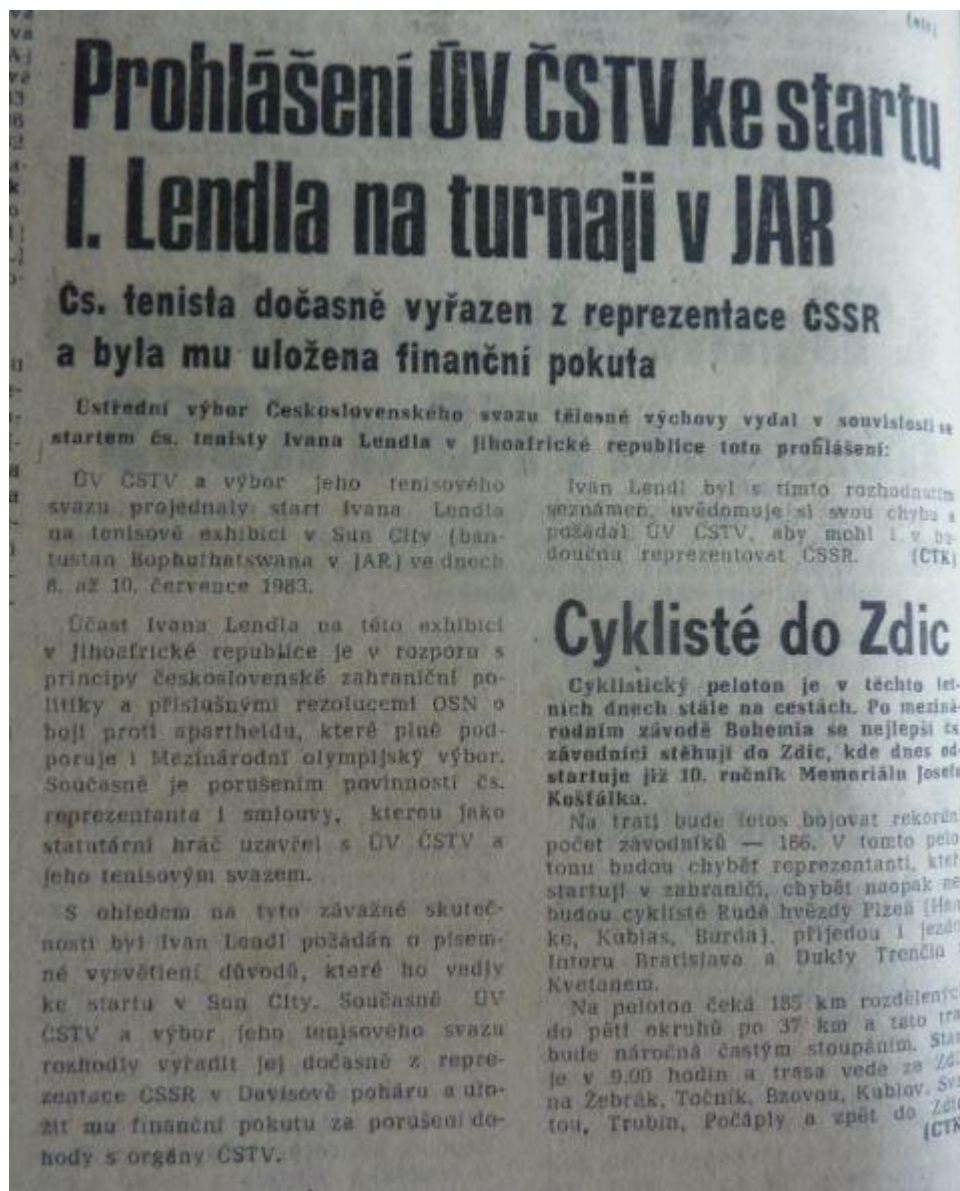 Prohlášení ÚV ČSTV ke startu
I. Lendla na turnaji v JAR
Čs. tenista dočasně vyřazen z reprezentace ČSSR
a byla mu uložena finanční pokuta
Ústřední výbor Československého svazu tělesné výchovy vydal v souvislosti se
startem čs. tenisty Ivana Lendla v Jihoafrické republice toto prohlášení:
ÚV ČSTV a výbor jeho tenisového
svazu projednaly start Ivana Lendla
na tenisové exhibici v Sun City (ban-
tustan Bophuthatswana v JAR) ve dnech
8. až 10. července 1983.
Účast Ivana Lendla na této exhibici
v Jihoafrické republice je v rozporu s
principy československé zahraniční po-
litiky a příslušnými rezolucemi OSN o
boji proti apartheidu, které plně pod-
poruje i Mezinárodní olympijský výbor.
Současně je porušením povinností čs.
reprezentanta i smlouvy, kterou jako
statutární hráč uzavřel s ÚV ČSTV a
jeho tenisovým svazem.
S ohledem na tyto závažné skuteč-
nosti byl Ivan Lendl požádán o písem-
né vysvětlení důvodů, které ho vedly
ke startu v Sun City. Současně ÚV
ČSTV a výbor jeho tenisového svazu
rozhodly vyřadit jej dočasně z repre-
zentace ČSSR v Davisově poháru a ulo-
žit mu finanční pokutu za porušení do-
hody s orgány ČSTV.
Ivan Lendl byl s tímto rozhodnutím
seznámen, uvědomuje si svou chybu a
požádal ÚV ČSTV, aby mohl i v bu-
doucnu reprezentovat ČSSR. (ČTK)
Cyklisté do Zdic
Cyklistický peloton je v těchto let-
ních dnech stále na cestách. Po meziná-
rodním závodě Bohemia se nejlepší čs.
závodníci stěhují do Zdic, kde dnes od-
startuje již 10. ročník Memoriálu Josefa
Košťálka.
Na trati bude letos bojovat rekordní
počet závodníků — 186. V tomto pelo-
tonu budou chybět reprezentanti, kteří
startují v zahraničí, chybět naopak ne-
budou cyklisté Rudé hvězdy Plzeň
ke, Kublas, Burda), přijedou i jezdci
Interu Bratislava a Dukly Trenčín s
Kvetanem.
Na peloton čeká 185 km rozdělených
do pěti okruhů po 37 km a tato trať
bude náročná častým stoupáním. Start
je v 9.00 hodin a trasa vede ze Zdic
na Žebrák, Točník, Bzovou, Kublov,
tou, Trubín, Počáply a zpět do Zdic.
(ČTK)